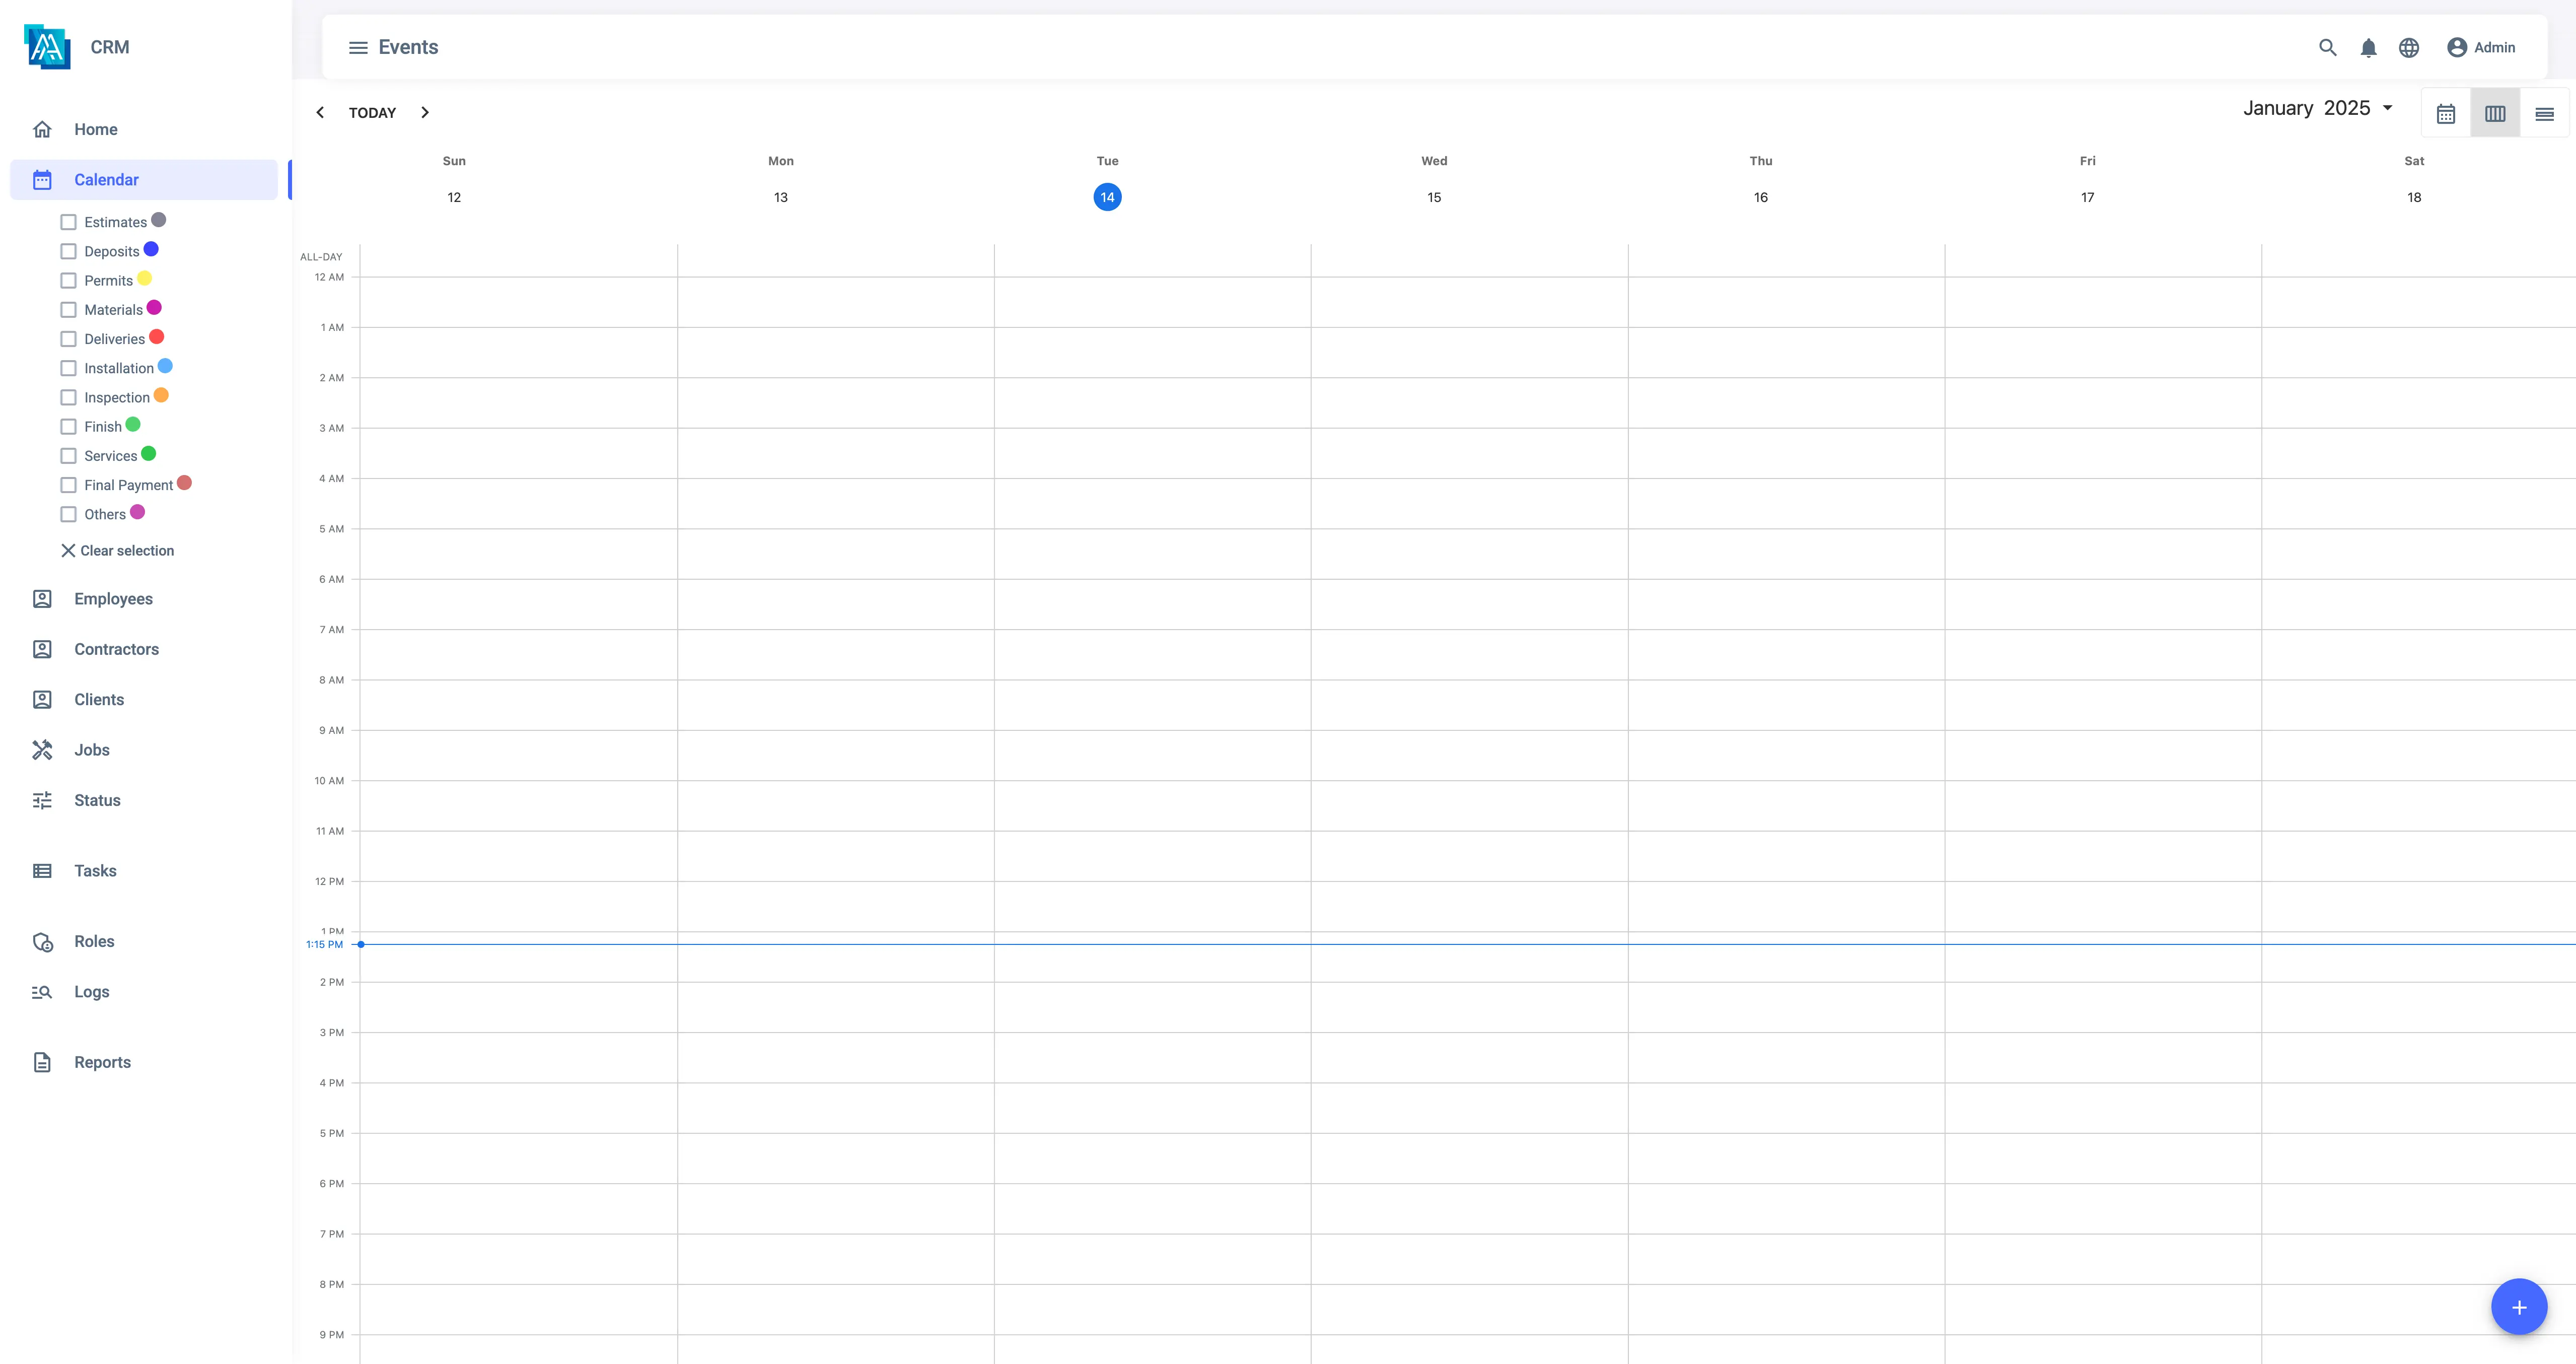 CRM
Events
Admin
TODAY
January 2025
Home
Calendar
Estimates
Deposits
Permits
Materials
Deliveries
Installation
Inspection
Finish
Services
Final Payment
Others
Clear selection
Employees
Contractors
Clients
Jobs
Status
Tasks
Roles
Logs
Reports
Sun Mon Tue Wed Thu Fri Sat
12 13 14 15 16 17 18
ALL-DAY
12 AM
1 AM
2 AM
3 AM
4 AM
5 AM
6 AM
7 AM
8 AM
9 AM
10 AM
11 AM
12 PM
1 PM
1:15 PM
2 PM
3 PM
4 PM
5 PM
6 PM
7 PM
8 PM
9 PM